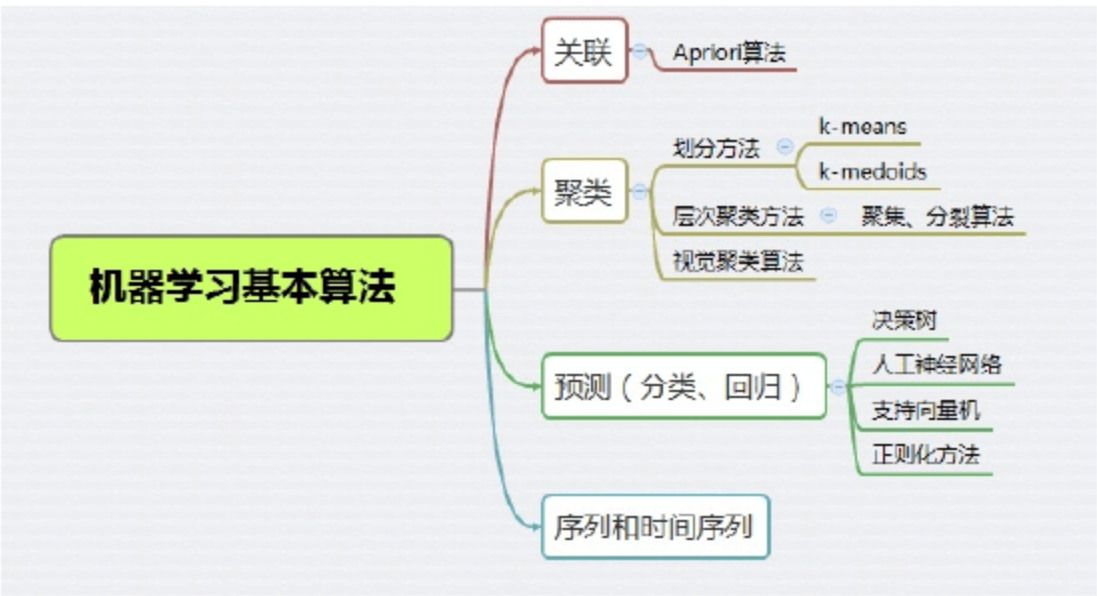 机器学习基本算法
关联
Apriori算法
聚类
划分方法
k-means
k-medoids
层次聚类方法
聚集、分裂算法
视觉聚类算法
预测（分类、回归）
决策树
人工神经网络
支持向量机
正则化方法
序列和时间序列